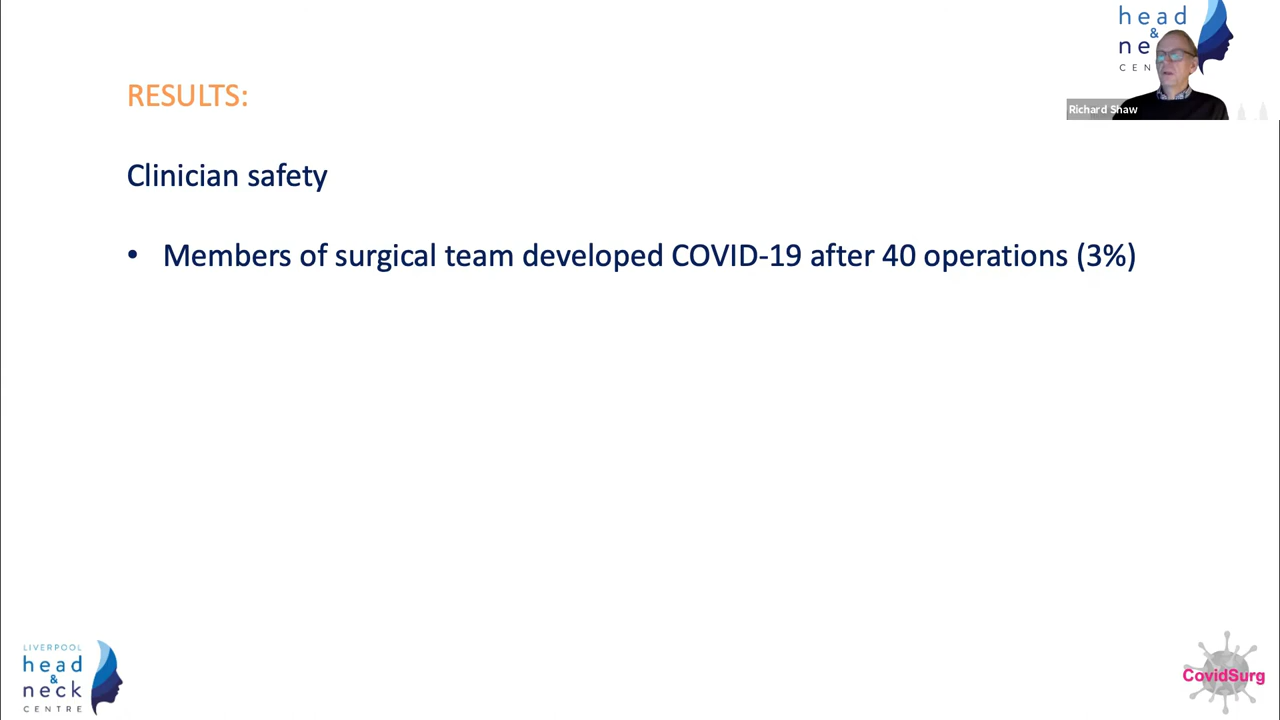 head
&
ne
CEN
Richard Shaw
RESULTS:
Clinician safety
• Members of surgical team developed COVID-19 after 40 operations (3%)
LIVERPOOL
head
&
neck
CENTRE
CovidSurg